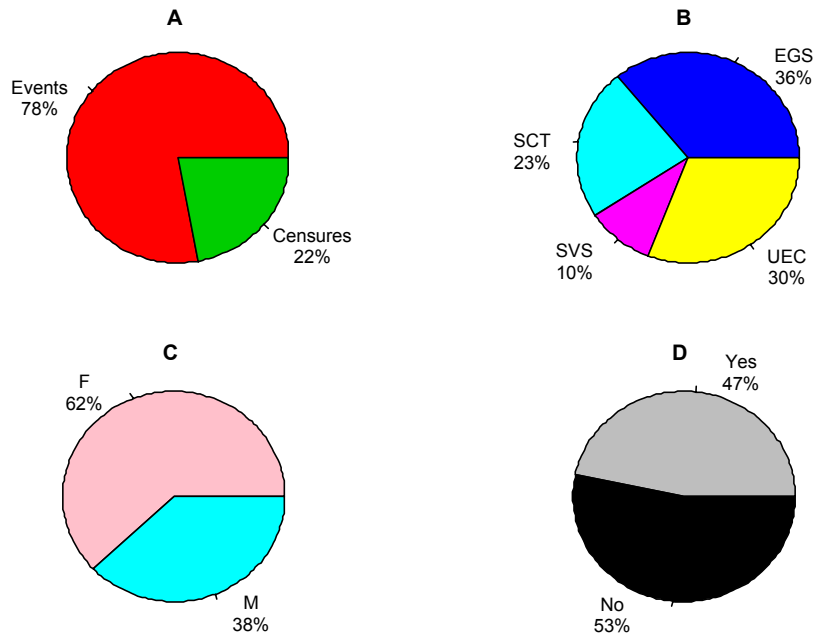 A
Events
78%
Censures
22%
B
EGS
36%
SCT
23%
SVS
10%
UEC
30%
C
F
62%
M
38%
D
Yes
47%
No
53%